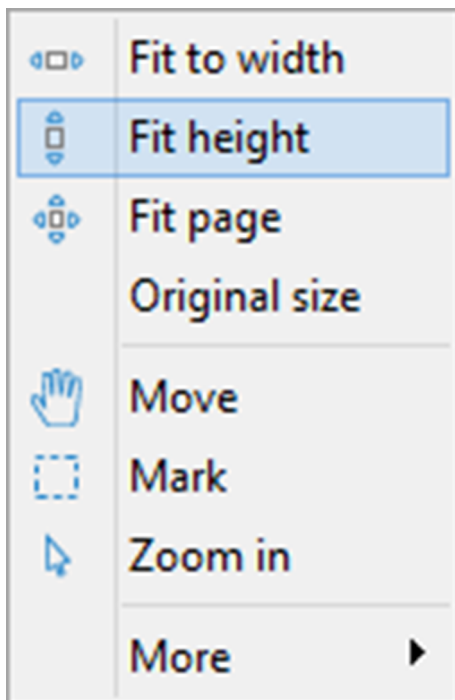 Fit to width
Fit height
Fit page
Original size
Move
Mark
Zoom in
More